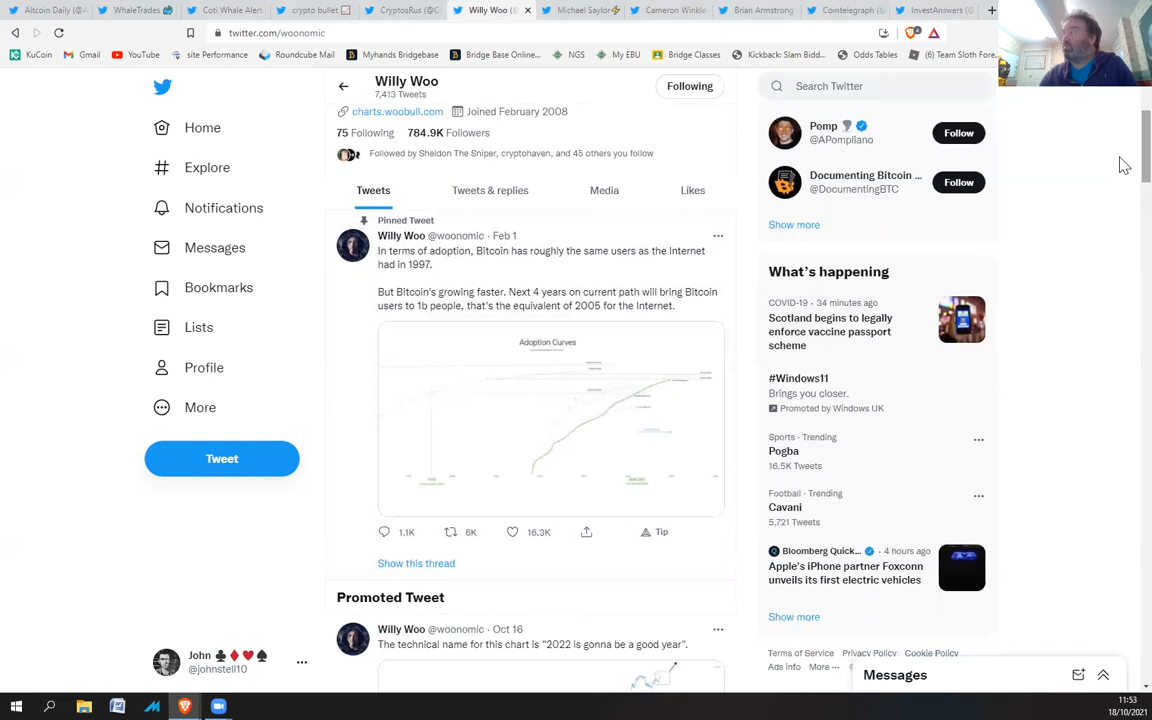 Altcoin Daily (@A
WhaleTrades
Coti Whale Alert
crypto bullet
CryptosRus (@C
Willy Woo (
Michael Saylor⚡
Cameron Winkle
Brian Armstrong
Cointelegraph (@
InvestAnswers (@
twitter.com/woonomic
KuCoin
Gmail
YouTube
site Performance
Roundcube Mail
Myhands Bridgebase
Bridge Base Online...
NGS
My EBU
Bridge Classes
Kickback: Slam Bidd...
Odds Tables
(6) Team Sloth Fore
Willy Woo
7,413 Tweets
Following
charts.woobull.com Joined February 2008
75 Following 784.9K Followers
Followed by Sheldon The Sniper, cryptohaven, and 45 others you follow
Tweets
Tweets & replies
Media
Likes
Home
Explore
Notifications
Messages
Bookmarks
Lists
Profile
More
Tweet
John ♣♦♥♠
@johnstell10
Pinned Tweet
Willy Woo @woonomic · Feb 1
In terms of adoption, Bitcoin has roughly the same users as the Internet
had in 1997.
But Bitcoin's growing faster. Next 4 years on current path will bring Bitcoin
users to 1b people, that's the equivalent of 2005 for the Internet.
Adoption Curves
1.1K 6K 16.3K Tip
Show this thread
Promoted Tweet
Willy Woo @woonomic · Oct 16
The technical name for this chart is "2022 is gonna be a good year".
Search Twitter
Pomp
@APompliano
Follow
Documenting Bitcoin ...
@DocumentingBTC
Follow
Show more
What's happening
COVID-19 · 34 minutes ago
Scotland begins to legally
enforce vaccine passport
scheme
#Windows11
Brings you closer.
Promoted by Windows UK
Sports · Trending
Pogba
16.5K Tweets
Football · Trending
Cavani
5,721 Tweets
Bloomberg Quick... · 4 hours ago
Apple's iPhone partner Foxconn
unveils its first electric vehicles
Show more
Terms of Service Privacy Policy Cookie Policy
Ad
Ads info More ···
Messages
11:53
18/10/2021